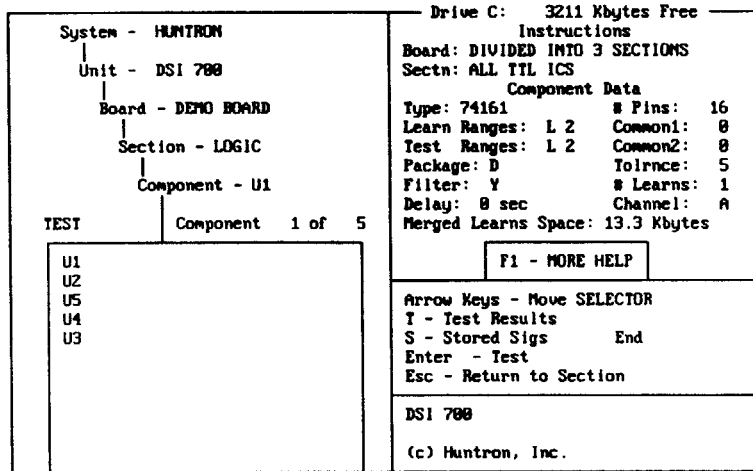 System - HUNTRON
Unit - DSI 700
Board - DEMO BOARD
Section - LOGIC
Component - U1
TEST Component 1 of 5
U1
U2
U5
U4
U3
Drive C: 3211 Kbytes Free
Instructions
Board: DIVIDED INTO 3 SECTIONS
Sectn: ALL TTL ICS
Component Data
Type: 74161 # Pins: 16
Learn Ranges: L 2 Common1: 0
Test Ranges: L 2 Common2: 0
Package: D Tolrnce: 5
Filter: Y # Learns: 1
Delay: 0 sec Channel: A
Merged Learns Space: 13.3 Kbytes
F1 - MORE HELP
Arrow Keys - Move SELECTOR
T - Test Results
S - Stored Sigs End
Enter - Test
Esc - Return to Section
DSI 700
(c) Huntron, Inc.